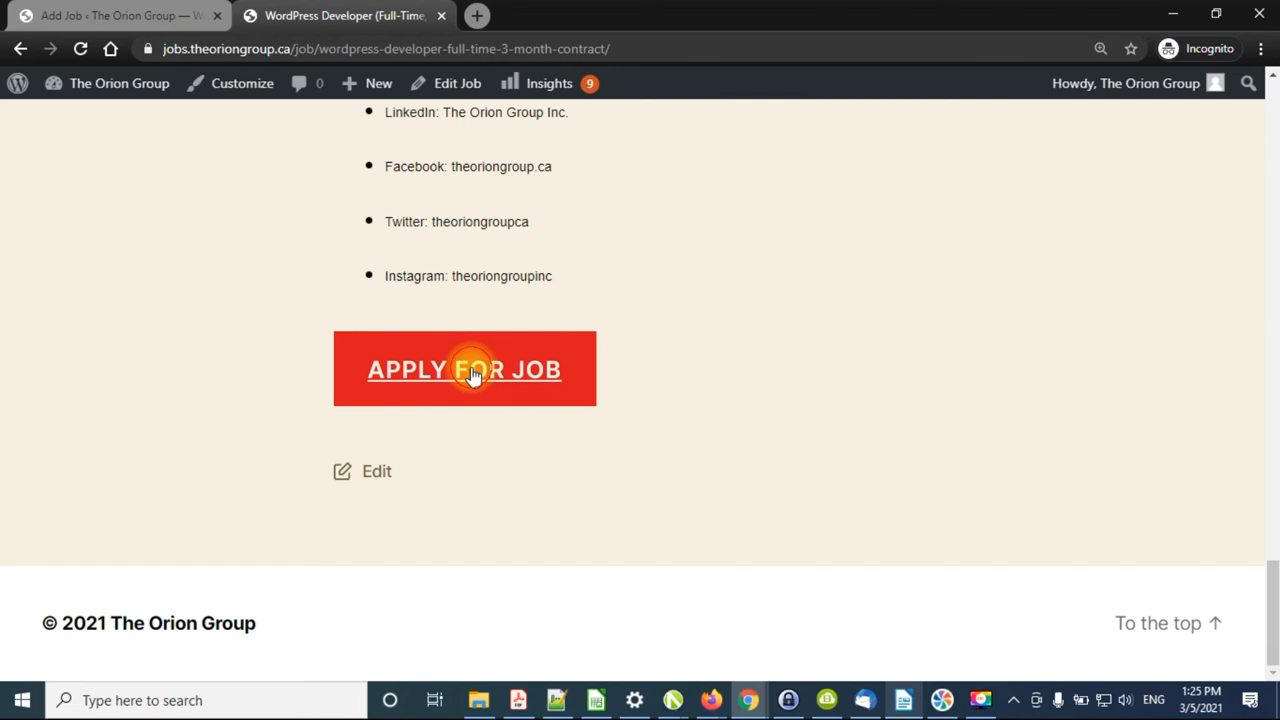 Add Job ‹ The Orion Group — W
WordPress Developer (Full-Time,
jobs.theoriongroup.ca/job/wordpress-developer-full-time-3-month-contract/
Incognito
The Orion Group
Customize
0
New
Edit Job
Insights
9
Howdy, The Orion Group
LinkedIn: The Orion Group Inc.
Facebook: theoriongroup.ca
Twitter: theoriongroupca
Instagram: theoriongroupinc
APPLY FOR JOB
Edit
© 2021 The Orion Group
To the top ↑
Type here to search
ENG
1:25 PM
3/5/2021